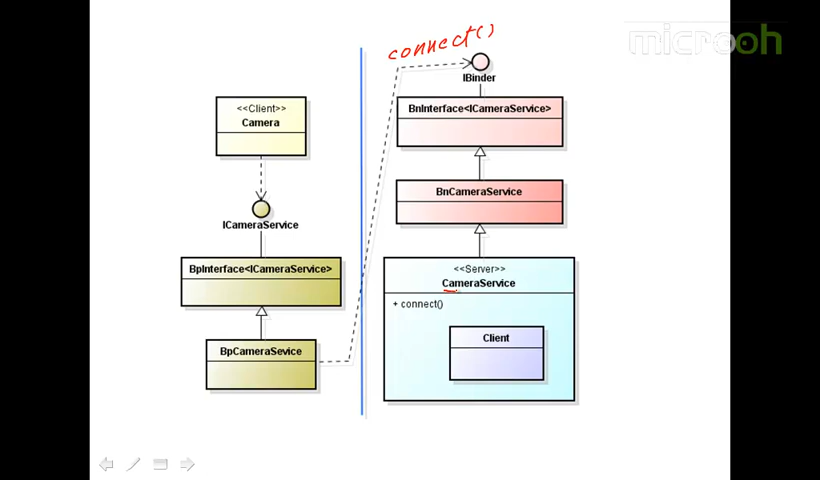 connect()
microoh
IBinder
<<Client>>
Camera
BnInterface<ICameraService>
BnCameraService
ICameraService
BpInterface<ICameraService>
<<Server>>
CameraService
+ connect()
Client
BpCameraSevice